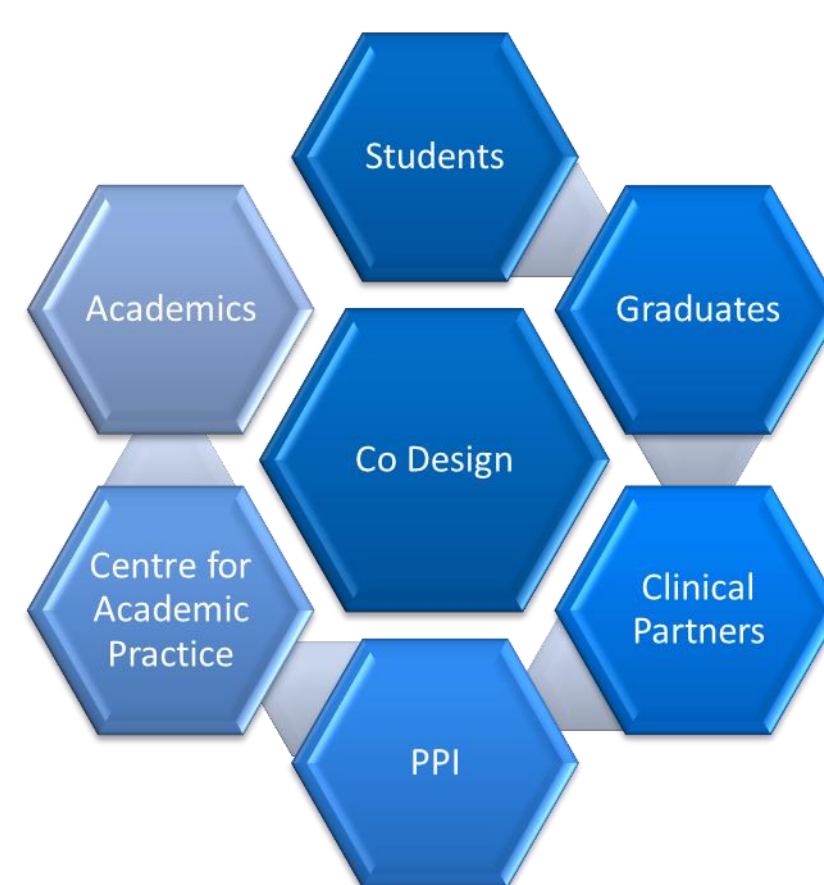 Students
Academics
Graduates
Co Design
Centre for
Academic
Practice
Clinical
Partners
PPI